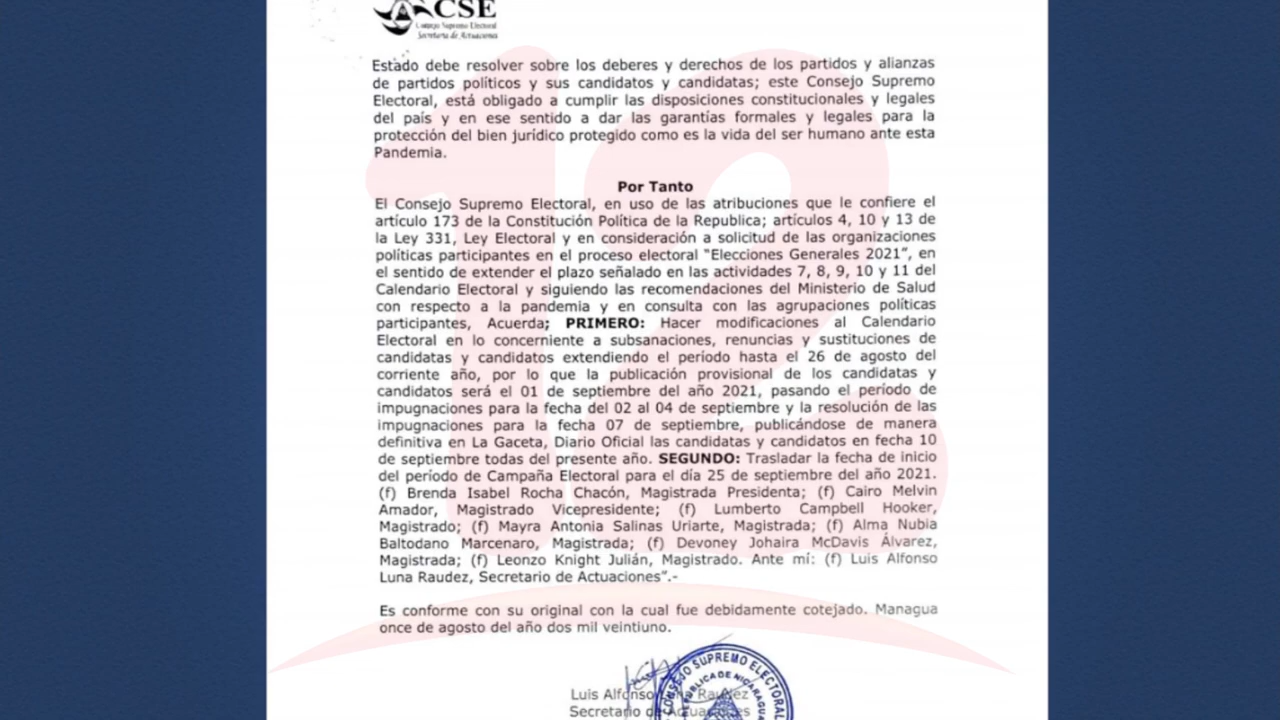 CSE
Consejo Supremo Electoral
Secretaría de Actuaciones
Estado debe resolver sobre los deberes y derechos de los partidos y alianzas
de partidos políticos y sus candidatos y candidatas; este Consejo Supremo
Electoral, está obligado a cumplir las disposiciones constitucionales y legales
del país y en ese sentido a dar las garantías formales y legales para la
protección del bien jurídico protegido como es la vida del ser humano ante esta
Pandemia.
Por Tanto
El Consejo Supremo Electoral, en uso de las atribuciones que le confiere el
artículo 173 de la Constitución Política de la Republica; artículos 4, 10 y 13 de
la Ley 331, Ley Electoral y en consideración a solicitud de las organizaciones
políticas participantes en el proceso electoral "Elecciones Generales 2021", en
el sentido de extender el plazo señalado en las actividades 7, 8, 9, 10 y 11 del
Calendario Electoral y siguiendo las recomendaciones del Ministerio de Salud
con respecto a la pandemia y en consulta con las agrupaciones políticas
participantes, Acuerda; PRIMERO: Hacer modificaciones al Calendario
Electoral en lo concerniente a subsanaciones, renuncias y sustituciones de
candidatas y candidatos extendiendo el período hasta el 26 de agosto del
corriente año, por lo que la publicación provisional de los candidatas y
candidatos será el 01 de septiembre del año 2021, pasando el período de
impugnaciones para la fecha del 02 al 04 de septiembre y la resolución de las
impugnaciones para la fecha 07 de septiembre, publicándose de manera
definitiva en La Gaceta, Diario Oficial las candidatas y candidatos en fecha 10
de septiembre todas del presente año. SEGUNDO: Trasladar la fecha de inicio
del período de Campaña Electoral para el día 25 de septiembre del año 2021.
(f) Brenda Isabel Rocha Chacón, Magistrada Presidenta; (f) Cairo Melvin
Amador, Magistrado Vicepresidente; (f) Lumberto Campbell Hooker,
Magistrado; (f) Mayra Antonia Salinas Uriarte, Magistrada; (f) Alma Nubia
Baltodano Marcenaro, Magistrada; (f) Devoney Johaira McDavis Álvarez,
Magistrada; (f) Leonzo Knight Julián, Magistrado. Ante mí: (f) Luis Alfonso
Luna Raudez, Secretario de Actuaciones".-
Es conforme con su original con la cual fue debidamente cotejado. Managua
once de agosto del año dos mil veintiuno.
Luis Alfonso Luna Raudez
Secretario de Actuaciones
CONSEJO SUPREMO ELECTORAL
REPUBLICA DE NICARAGUA
12